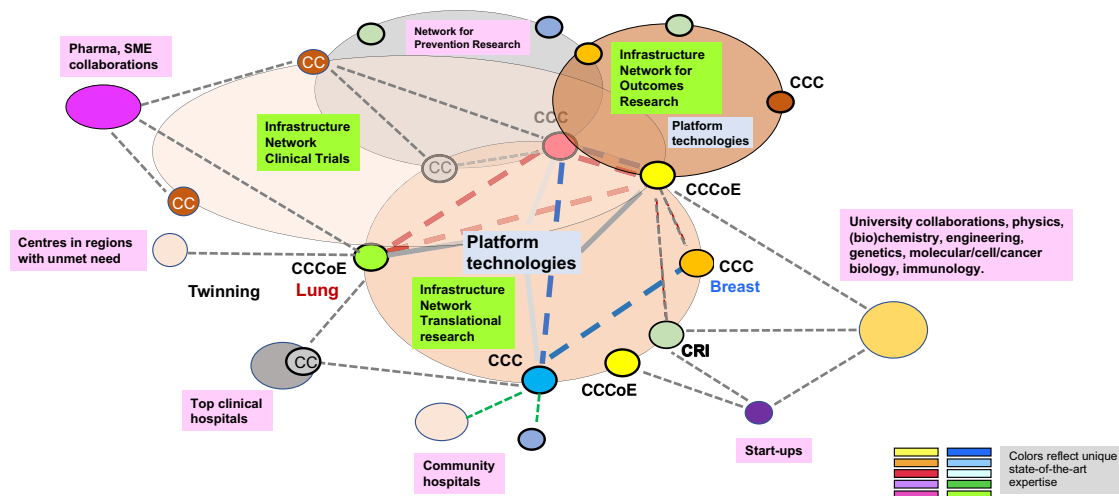 Network for
Prevention Research
Pharma, SME
collaborations
CC
Infrastructure
Network for
Outcomes
Research
CCC
Platform
technologies
Infrastructure
Network
Clinical Trials
CCC
CC
CCCoE
CC
University collaborations, physics,
(bio)chemistry, engineering,
genetics, molecular/cell/cancer
biology, immunology.
Centres in regions
with unmet need
Platform
technologies
CCCoE
Lung
Twinning
CCC
Breast
Infrastructure
Network
Translational
research
CCC
CRI
CC
CCCoE
Top clinical
hospitals
Start-ups
Community
hospitals
Colors reflect unique
state-of-the-art
expertise